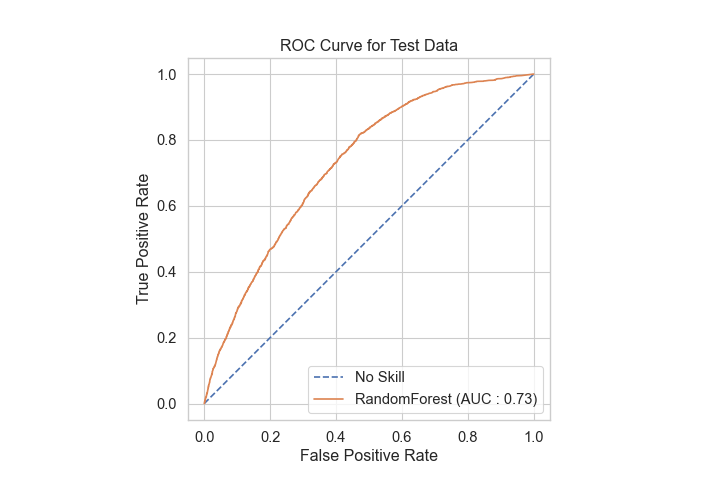 ROC Curve for Test Data
True Positive Rate
1.0
0.8
0.6
0.4
0.2
0.0
No Skill
RandomForest (AUC : 0.73)
0.0 0.2 0.4 0.6 0.8 1.0
False Positive Rate